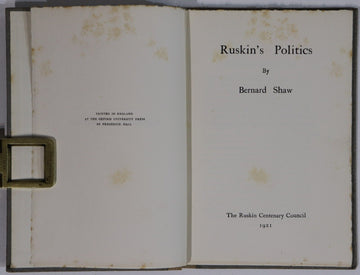 PRINTED IN ENGLAND
AT THE OXFORD UNIVERSITY PRESS
BY FREDERICK HALL
Ruskin's Politics
By
Bernard Shaw
The Ruskin Centenary Council
1921